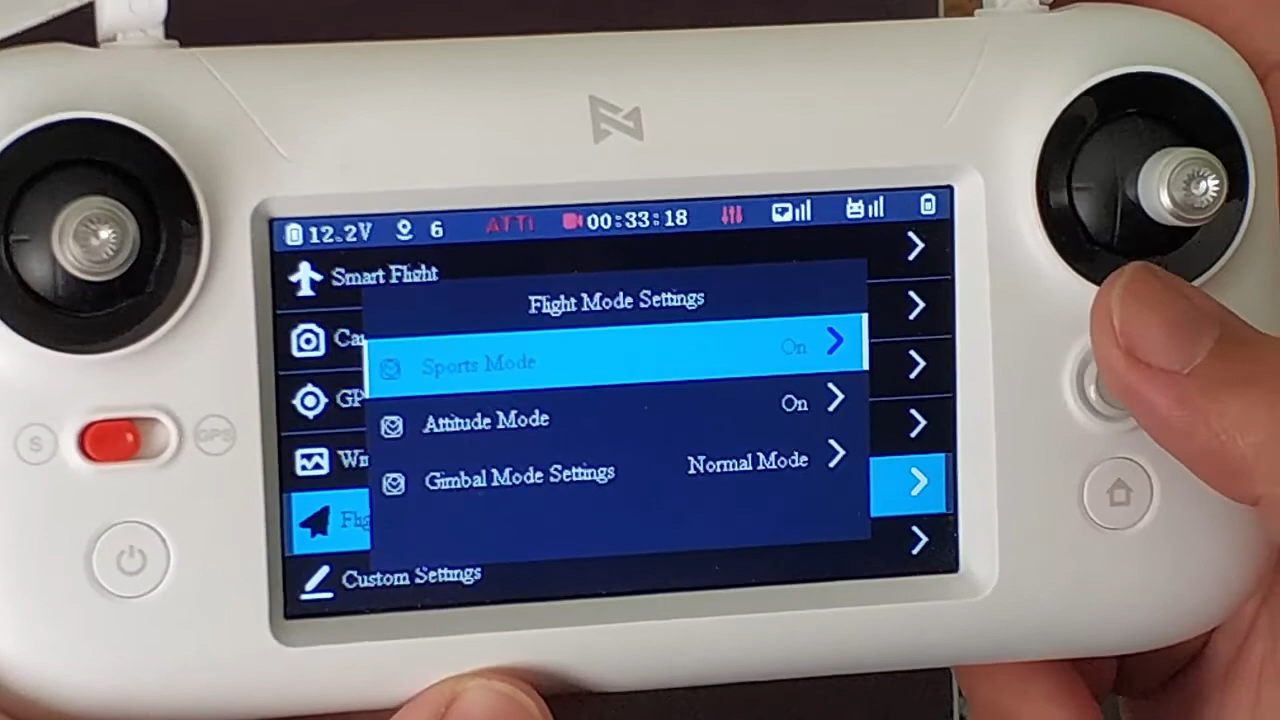 12.2V 6 ATTI 00:33:18
Smart Flight
Flight Mode Settings
Sports Mode On
Attitude Mode On
Gimbal Mode Settings Normal Mode
Custom Settings
S
GPS